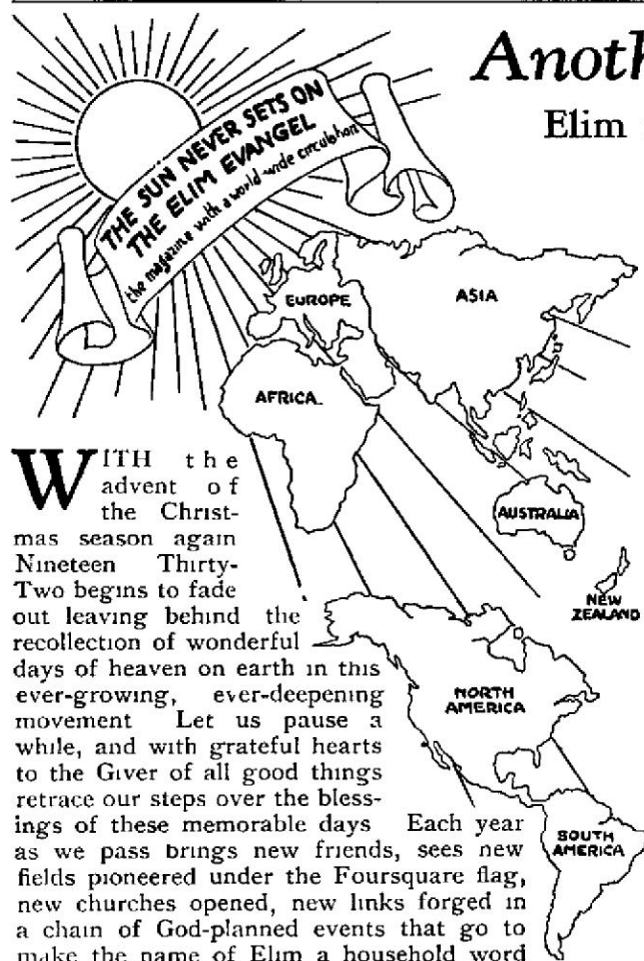 Anoth
Elim
THE SUN NEVER SETS ON
THE ELIM EVANGEL
the magazine with a world-wide circulation
EUROPE
ASIA
AFRICA
AUSTRALIA
NEW
ZEALAND
NORTH
AMERICA
SOUTH
AMERICA
WITH the
advent of
the Christ-
mas season again
Nineteen Thirty-
Two begins to fade
out leaving behind the
recollection of wonderful
days of heaven on earth in this
ever-growing, ever-deepening
movement Let us pause a
while, and with grateful hearts
to the Giver of all good things
retrace our steps over the bless-
ings of these memorable days Each year
as we pass brings new friends, sees new
fields pioneered under the Foursquare flag,
new churches opened, new links forged in
a chain of God-planned events that go to
make the name of Elim a household word